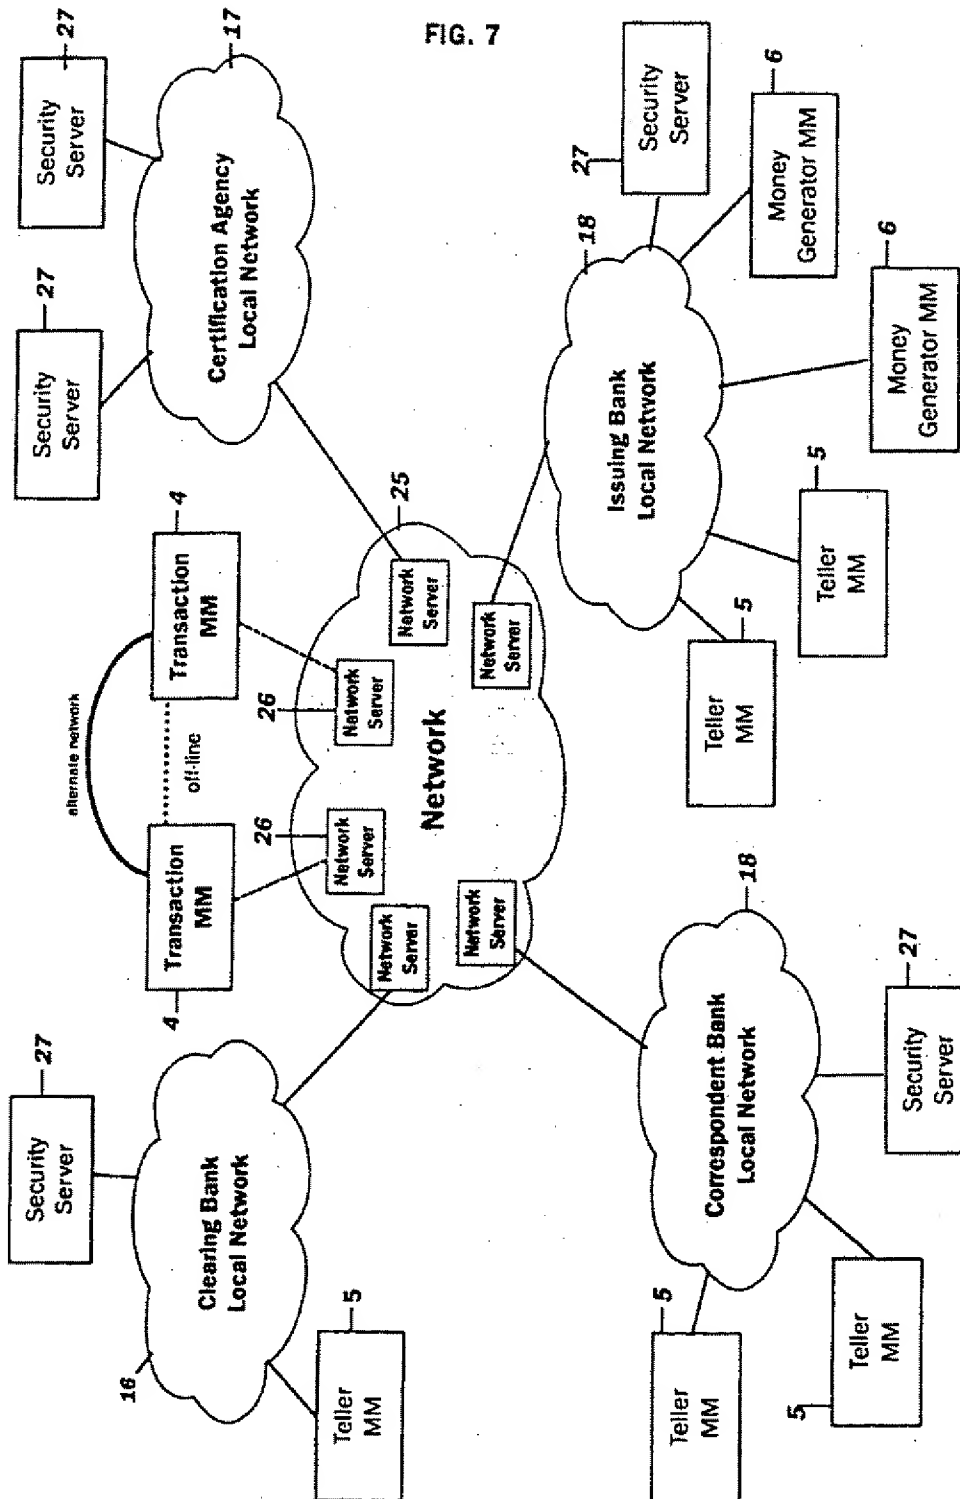 FIG. 7
27
Security
Server
Clearing Bank
Local Network
16
5
Teller
MM
alternate network
4
Transaction
MM
off-line
4
Transaction
MM
27
Security
Server
27
Security
Server
17
Certification Agency
Local Network
25
Network
26
Network
Server
26
Network
Server
Network
Server
Network
Server
Network
Server
Network
Server
18
Correspondent Bank
Local Network
5
Teller
MM
5
Teller
MM
27
Security
Server
18
Issuing Bank
Local Network
5
Teller
MM
5
Teller
MM
6
Money
Generator MM
6
Money
Generator MM
27
Security
Server